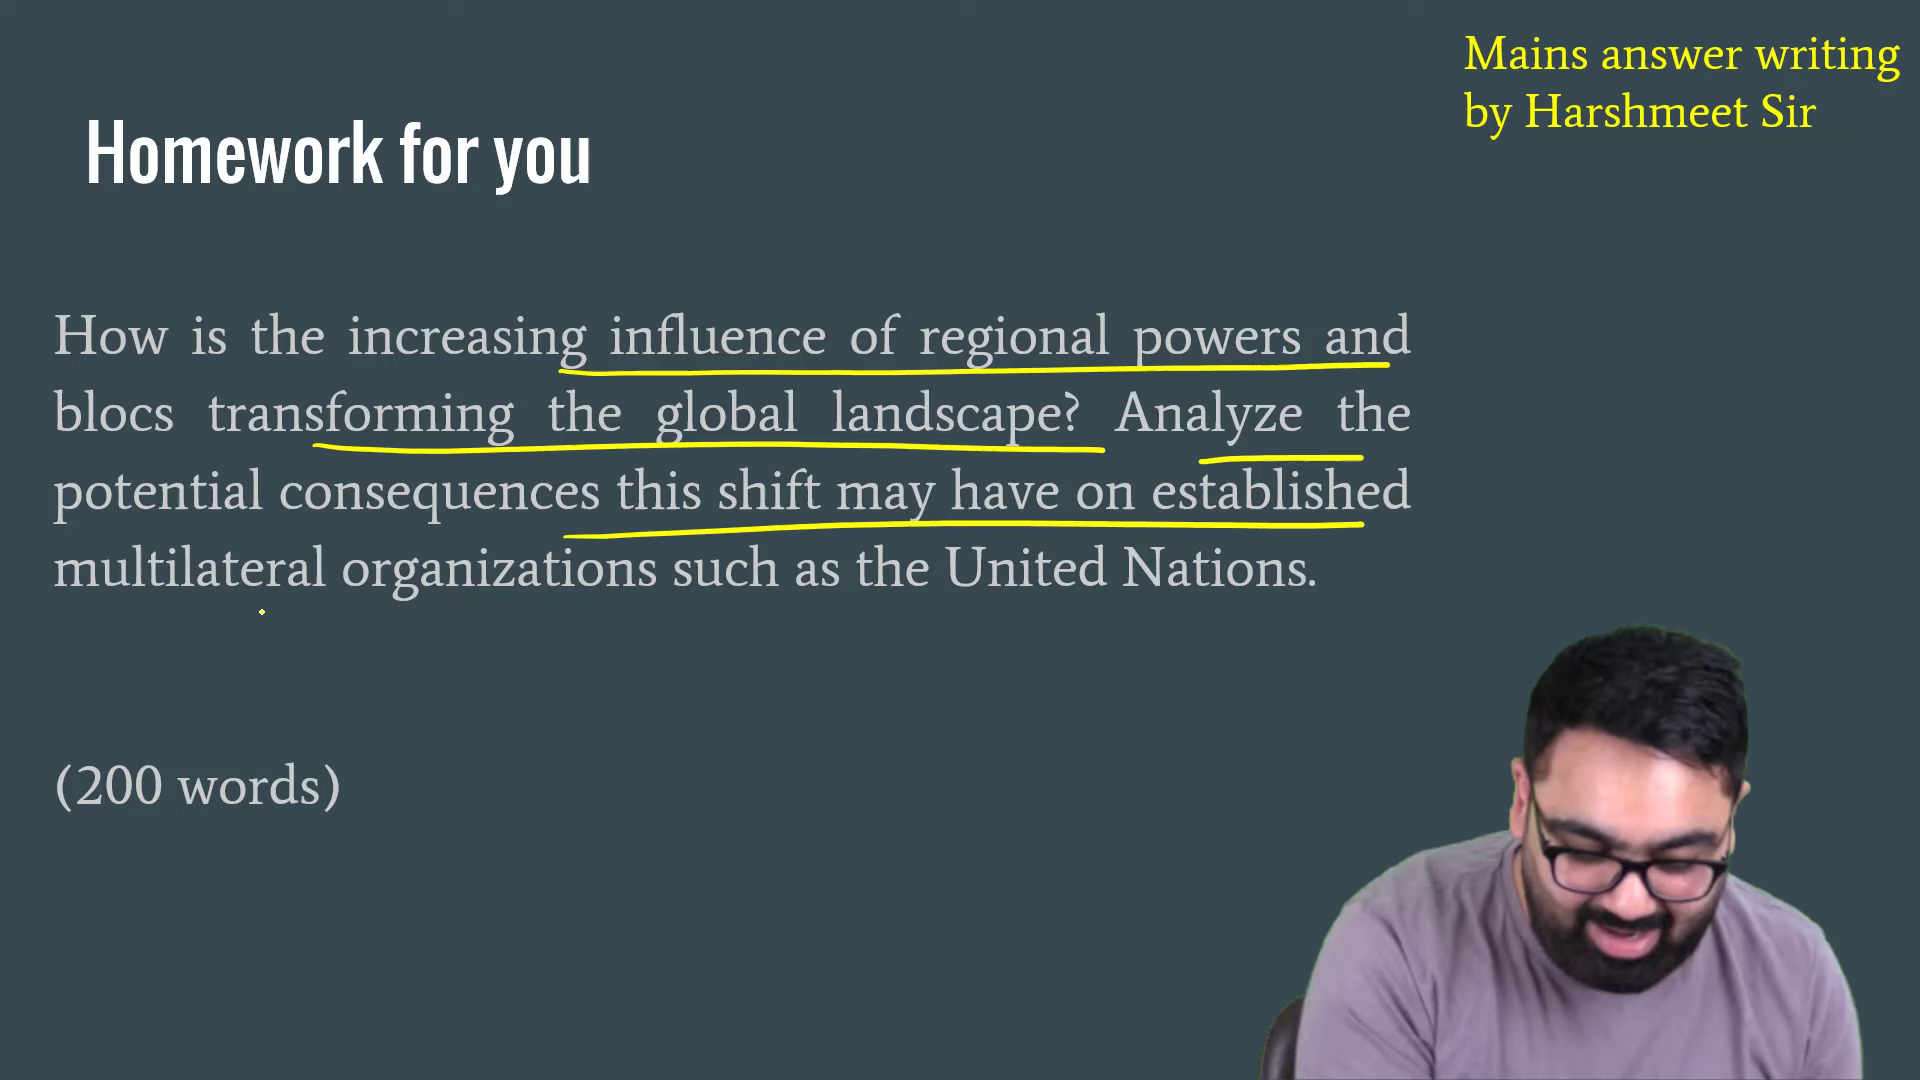 Mains answer writing
by Harshmeet Sir
Homework for you
How is the increasing influence of regional powers and
blocs transforming the global landscape? Analyze the
potential consequences this shift may have on established
multilateral organizations such as the United Nations.
(200 words)